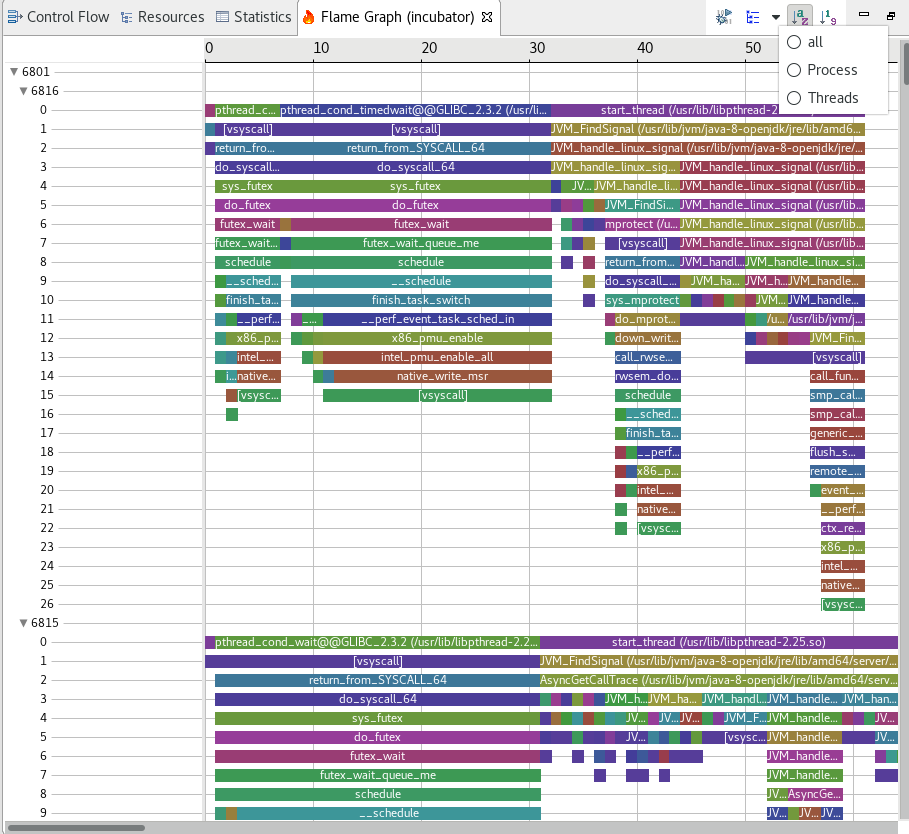 Control Flow Resources Statistics Flame Graph (incubator)
all
Process
Threads
0 10 20 30 40 50
6801
6816
0 pthread_c... pthread_cond_timedwait@@GLIBC_2.3.2 (/usr/li... start_thread (/usr/lib/libpthread-2
1 [vsyscall] [vsyscall] JVM_FindSignal (/usr/lib/jvm/java-8-openjdk/jre/lib/amd6...
2 return_fro... return_from_SYSCALL_64 JVM_handle_linux_signal (/usr/lib/jvm/java-8-openjdk/jre/...
3 do_syscall... do_syscall_64 JVM_handle_linux_sig... JVM_handle_linux_signal (/usr/lib...
4 sys_futex sys_futex JV... JVM_handle_li... JVM_handle_linux_signal (/usr/lib...
5 do_futex do_futex JVM_FindSi... JVM_handle_linux_signal (/usr/lib...
6 futex_wait futex_wait mprotect (/u... JVM_handle_linux_signal (/usr/lib...
7 futex_wait... futex_wait_queue_me [vsyscall] JVM_handle_linux_signal (/usr/lib...
8 schedule schedule return_from... JVM_handl... JVM_handle_linux_si...
9 __sched... __schedule do_syscall... JVM_ha... JVM_h... JVM_handle...
10 finish_ta... finish_task_switch sys_mprotect JVM... JVM_handle...
11 __perf... _... __perf_event_task_sched_in do_mprot... /u... /usr/lib/jvm/j...
12 x86_p... x86_pmu_enable down_writ... JVM_Fin...
13 intel_... intel_pmu_enable_all call_rwse... [vsyscall]
14 i... native... native_write_msr rwsem_do... call_fun...
15 [vsysc... [vsyscall] schedule smp_cal...
16 __sched... smp_cal...
17 finish_ta... generic_...
18 __perf... flush_s...
19 x86_p... remote_...
20 intel_... event_...
21 native... __perf...
22 [vsysc... ctx_re...
23 x86_p...
24 intel_...
25 native...
26 [vsysc...
6815
0 pthread_cond_wait@@GLIBC_2.3.2 (/usr/lib/libpthread-2.2... start_thread (/usr/lib/libpthread-2.25.so)
1 [vsyscall] JVM_FindSignal (/usr/lib/jvm/java-8-openjdk/jre/lib/amd64/server/...
2 return_from_SYSCALL_64 AsyncGetCallTrace (/usr/lib/jvm/java-8-openjdk/jre/lib/amd64/serv...
3 do_syscall_64 JVM_h... JVM_ha... JVM_handl... JVM_handle... JVM_han...
4 sys_futex JV... JV... JV... JVM_F... JVM_handle... JV...
5 do_futex JV... [vsysc... JVM_handle... JV...
6 futex_wait JVM_handle...
7 futex_wait_queue_me JVM_handle...
8 schedule JV... AsyncGe...
9 __schedule JV... JV... JV...